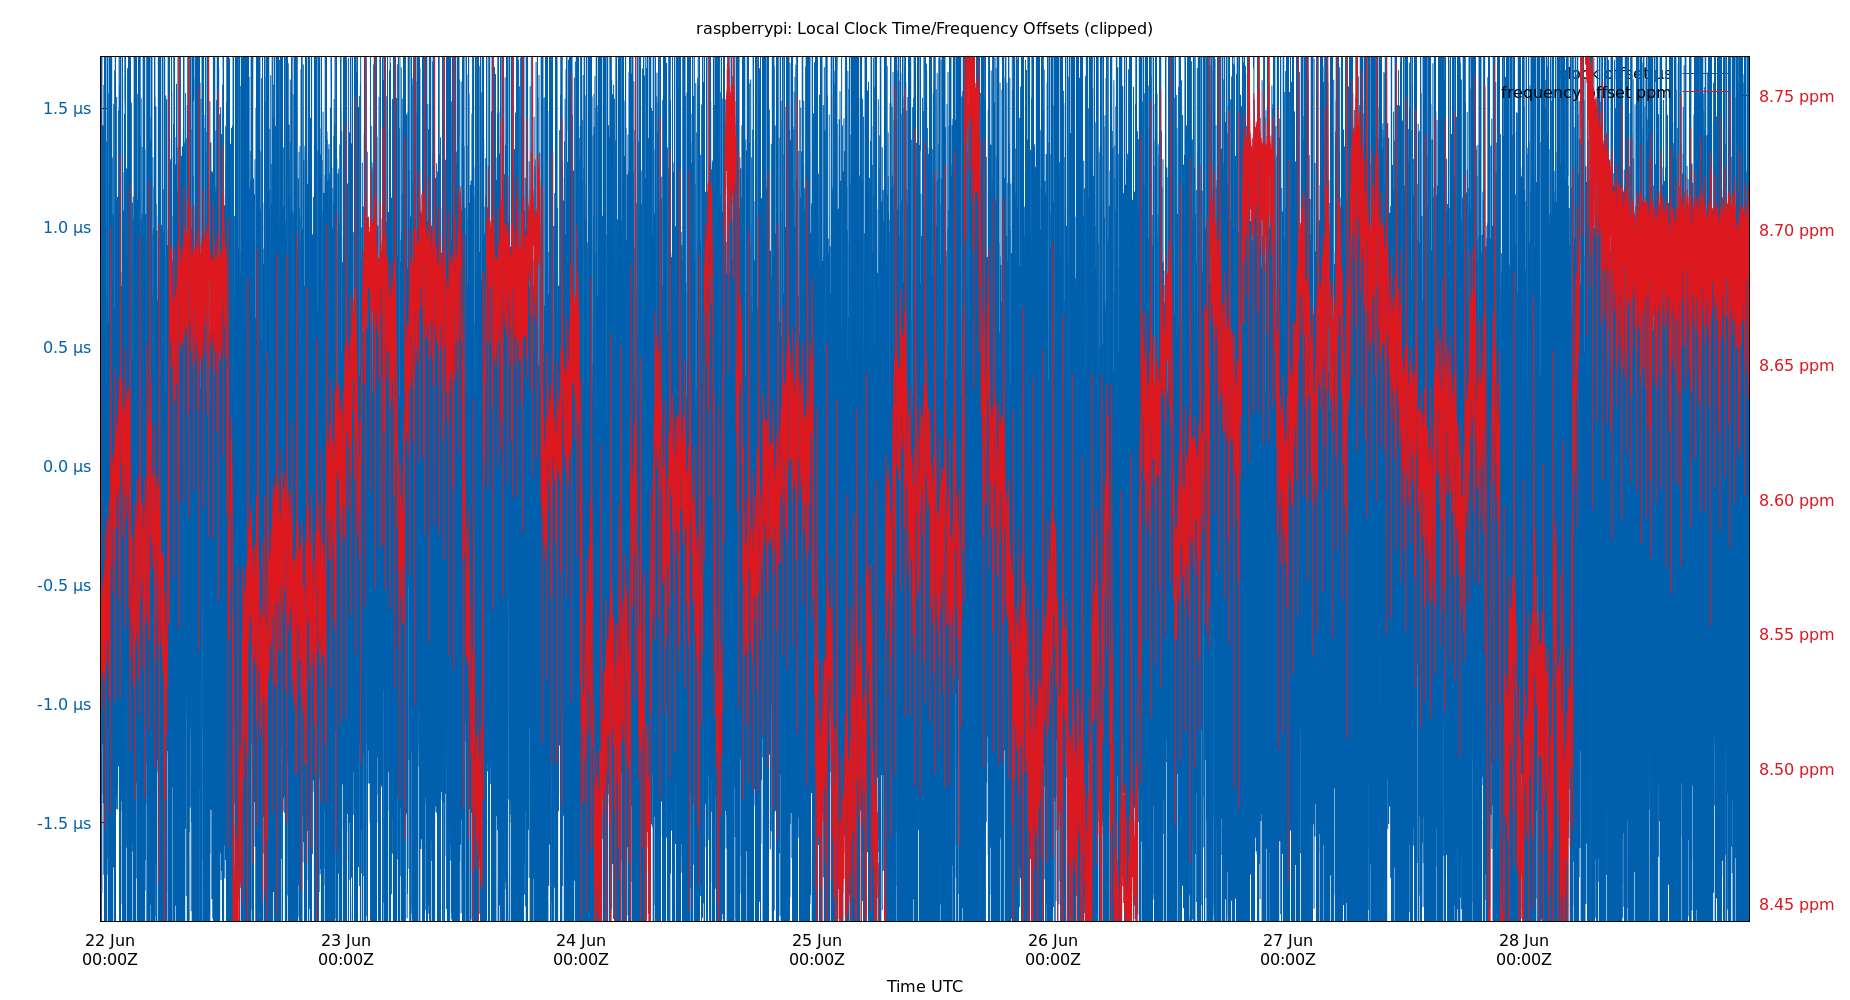 raspberrypi: Local Clock Time/Frequency Offsets (clipped)
clock offset µs
frequency offset ppm
1.5 µs
1.0 µs
0.5 µs
0.0 µs
-0.5 µs
-1.0 µs
-1.5 µs
8.75 ppm
8.70 ppm
8.65 ppm
8.60 ppm
8.55 ppm
8.50 ppm
8.45 ppm
22 Jun 23 Jun 24 Jun 25 Jun 26 Jun 27 Jun 28 Jun
00:00Z 00:00Z 00:00Z 00:00Z 00:00Z 00:00Z 00:00Z
Time UTC